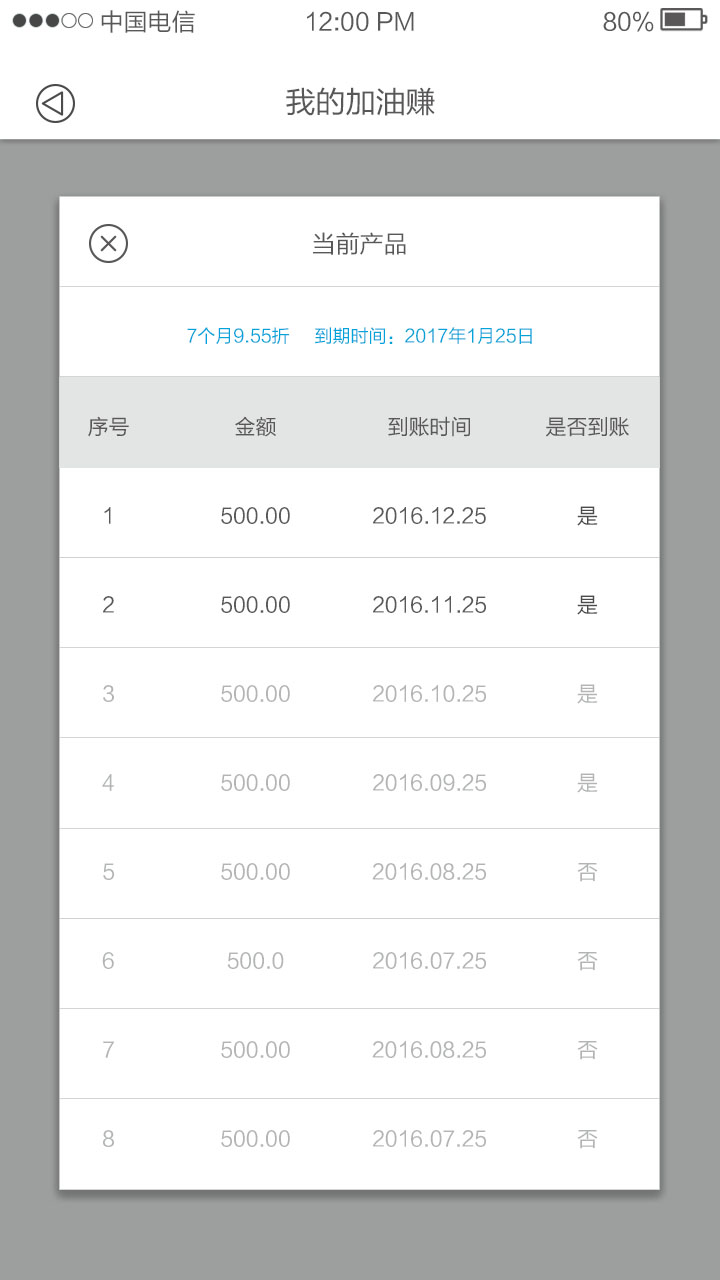 中国电信 12:00 PM 80%
我的加油赚
当前产品
7个月9.55折 到期时间：2017年1月25日
序号 金额 到账时间 是否到账
1 500.00 2016.12.25 是
2 500.00 2016.11.25 是
3 500.00 2016.10.25 是
4 500.00 2016.09.25 是
5 500.00 2016.08.25 否
6 500.0 2016.07.25 否
7 500.00 2016.08.25 否
8 500.00 2016.07.25 否